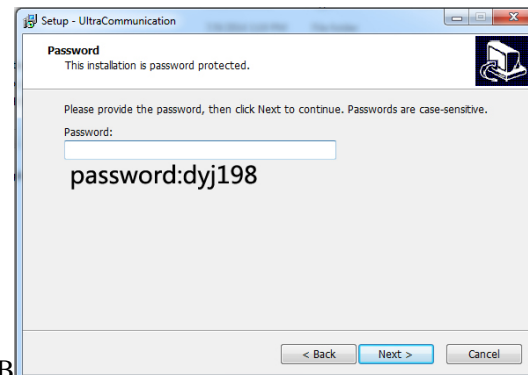 Setup - UltraCommunication
Password
This installation is password protected.
Please provide the password, then click Next to continue. Passwords are case-sensitive.
Password:
password:dyj198
< Back
Next >
Cancel
B